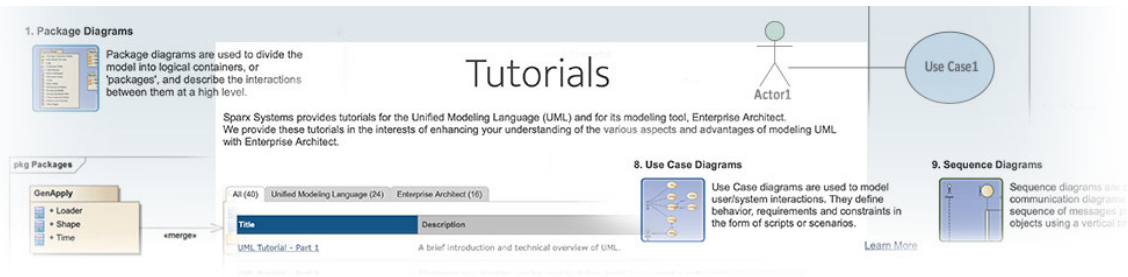 1. Package Diagrams
Package diagrams are used to divide the
model into logical containers, or
'packages', and describe the interactions
between them at a high level.
Tutorials
Actor1
Use Case1
Sparx Systems provides tutorials for the Unified Modeling Language (UML) and for its modeling tool, Enterprise Architect.
We provide these tutorials in the interests of enhancing your understanding of the various aspects and advantages of modeling UML
with Enterprise Architect.
pkg Packages
GenApply
+ Loader
+ Shape
+ Time
«merge»
All (40)
Unified Modeling Language (24)
Enterprise Architect (16)
Title
Description
UML Tutorial - Part 1
A brief introduction and technical overview of UML.
8. Use Case Diagrams
Use Case diagrams are used to model
user/system interactions. They define
behavior, requirements and constraints in
the form of scripts or scenarios.
Learn More
9. Sequence Diagrams
Sequence diagrams are
communication diagrams
sequence of messages
objects using a vertical